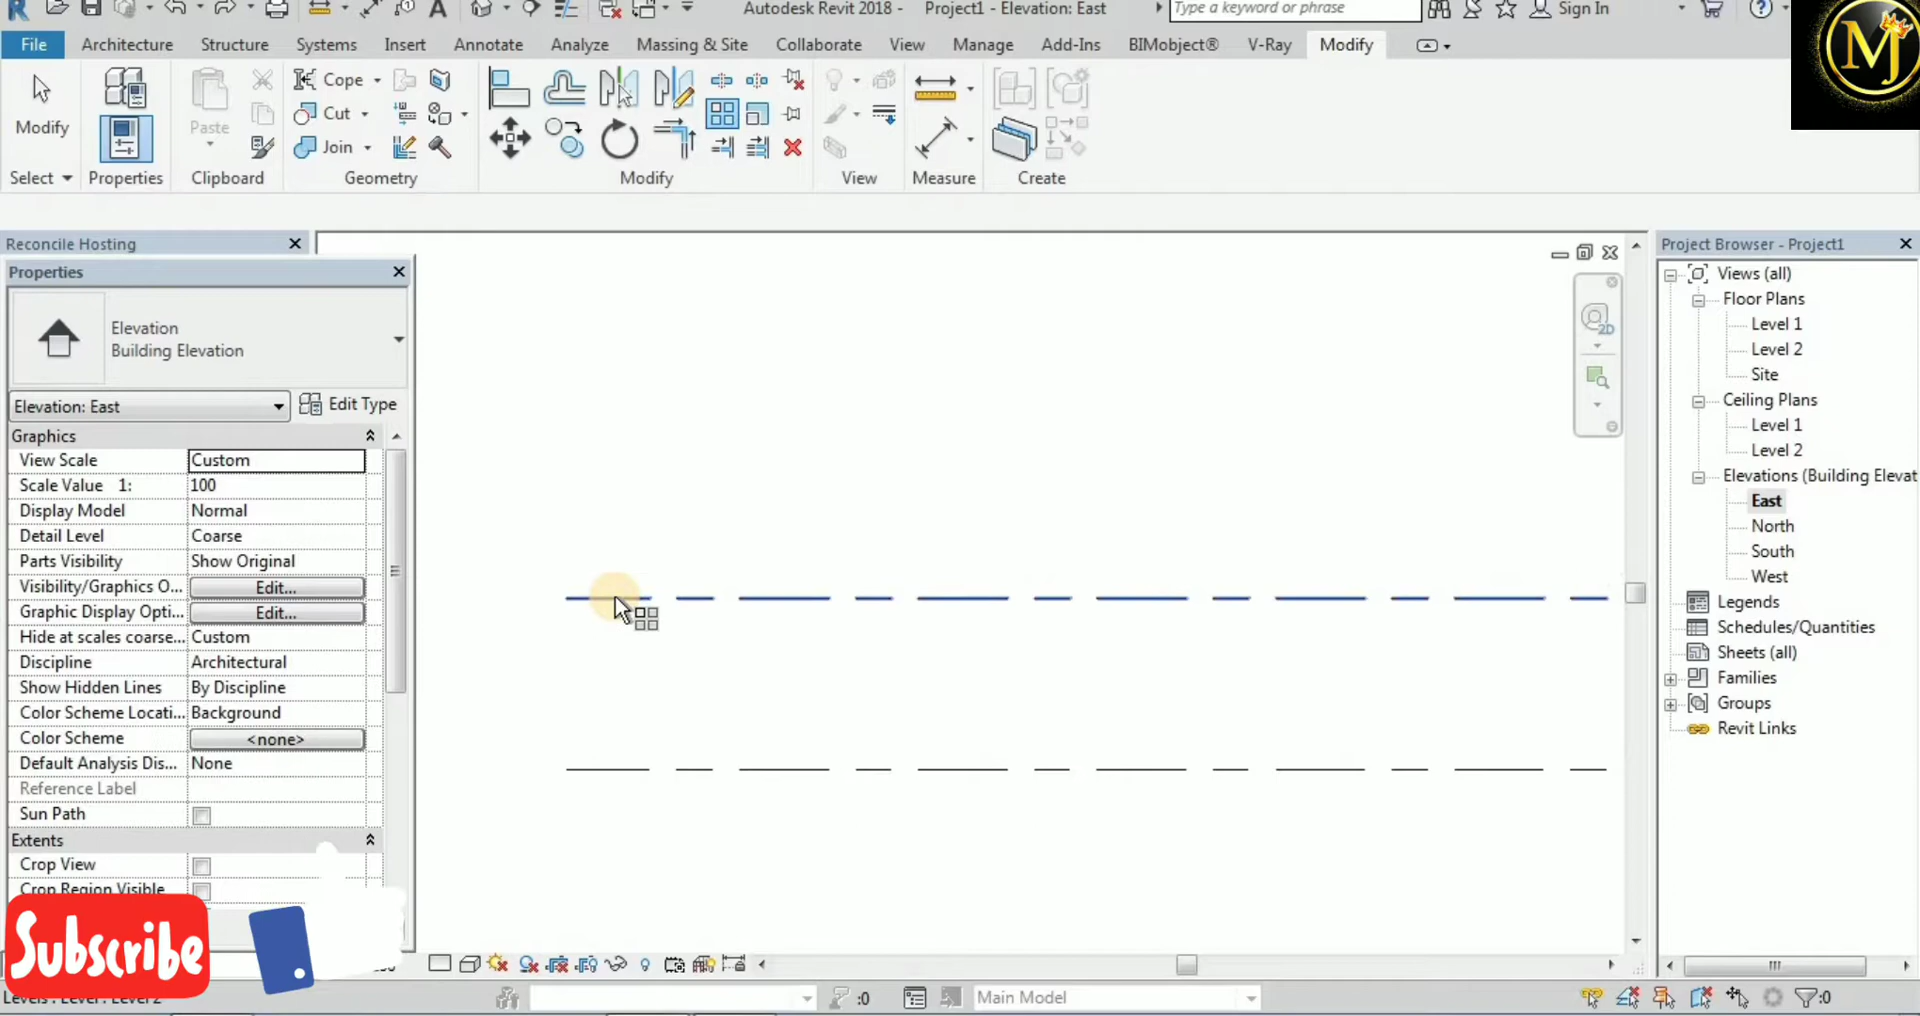 Autodesk Revit 2018 -
Project1 - Elevation: East
Type a keyword or phrase
Sign In
File
Architecture
Structure
Systems
Insert
Annotate
Analyze
Massing & Site
Collaborate
View
Manage
Add-Ins
BIMobject®
V-Ray
Modify
MJ
Modify
Paste
Cope
Cut
Join
Select
Properties
Clipboard
Geometry
Modify
View
Measure
Create
Reconcile Hosting
Properties
Elevation
Building Elevation
Elevation: East
Edit Type
Graphics
View Scale Custom
Scale Value 1: 100
Display Model Normal
Detail Level Coarse
Parts Visibility Show Original
Visibility/Graphics O... Edit...
Graphic Display Opti... Edit...
Hide at scales coarse... Custom
Discipline Architectural
Show Hidden Lines By Discipline
Color Scheme Locati... Background
Color Scheme <none>
Default Analysis Dis... None
Reference Label
Sun Path
Extents
Crop View
Crop Region Visible
Subscribe
Levels : Level : Level 2
:0
Main Model
:0
2D
Project Browser - Project1
Views (all)
Floor Plans
Level 1
Level 2
Site
Ceiling Plans
Level 1
Level 2
Elevations (Building Elevat
East
North
South
West
Legends
Schedules/Quantities
Sheets (all)
Families
Groups
Revit Links